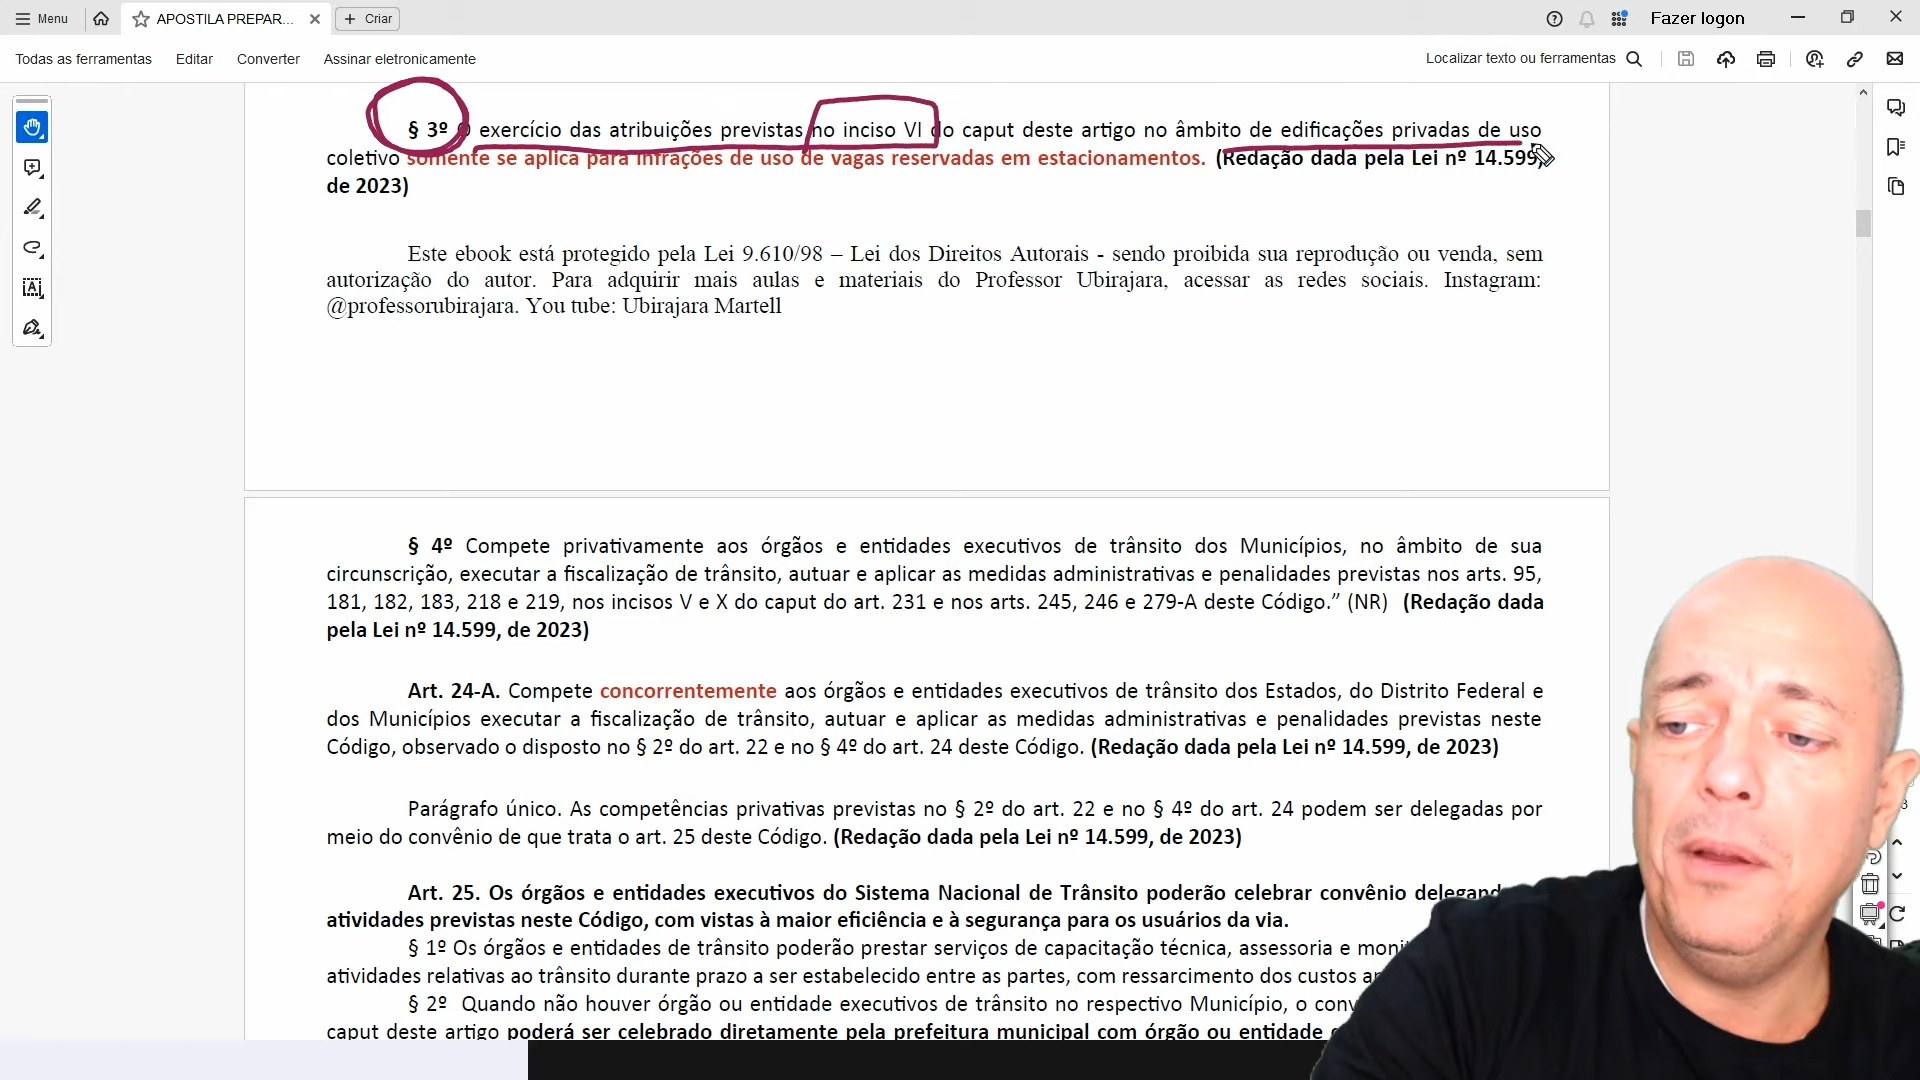 Menu
APOSTILA PREPAR...
Criar
Fazer logon
Todas as ferramentas
Editar
Converter
Assinar eletronicamente
Localizar texto ou ferramentas
§ 3º O exercício das atribuições previstas no inciso VI do caput deste artigo no âmbito de edificações privadas de uso
coletivo somente se aplica para infrações de uso de vagas reservadas em estacionamentos. (Redação dada pela Lei nº 14.599,
de 2023)
Este ebook está protegido pela Lei 9.610/98 – Lei dos Direitos Autorais - sendo proibida sua reprodução ou venda, sem
autorização do autor. Para adquirir mais aulas e materiais do Professor Ubirajara, acessar as redes sociais. Instagram:
@professorubirajara. You tube: Ubirajara Martell
§ 4º Compete privativamente aos órgãos e entidades executivos de trânsito dos Municípios, no âmbito de sua
circunscrição, executar a fiscalização de trânsito, autuar e aplicar as medidas administrativas e penalidades previstas nos arts. 95,
181, 182, 183, 218 e 219, nos incisos V e X do caput do art. 231 e nos arts. 245, 246 e 279-A deste Código.” (NR) (Redação dada
pela Lei nº 14.599, de 2023)
Art. 24-A. Compete concorrentemente aos órgãos e entidades executivos de trânsito dos Estados, do Distrito Federal e
dos Municípios executar a fiscalização de trânsito, autuar e aplicar as medidas administrativas e penalidades previstas neste
Código, observado o disposto no § 2º do art. 22 e no § 4º do art. 24 deste Código. (Redação dada pela Lei nº 14.599, de 2023)
Parágrafo único. As competências privativas previstas no § 2º do art. 22 e no § 4º do art. 24 podem ser delegadas por
meio do convênio de que trata o art. 25 deste Código. (Redação dada pela Lei nº 14.599, de 2023)
Art. 25. Os órgãos e entidades executivos do Sistema Nacional de Trânsito poderão celebrar convênio delegand
atividades previstas neste Código, com vistas à maior eficiência e à segurança para os usuários da via.
§ 1º Os órgãos e entidades de trânsito poderão prestar serviços de capacitação técnica, assessoria e moni
atividades relativas ao trânsito durante prazo a ser estabelecido entre as partes, com ressarcimento dos custos
§ 2º Quando não houver órgão ou entidade executivos de trânsito no respectivo Município, o conv
caput deste artigo poderá ser celebrado diretamente pela prefeitura municipal com órgão ou entidade